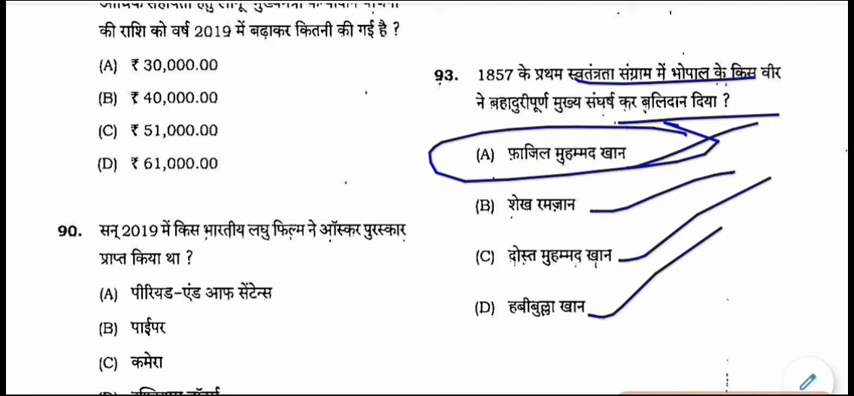 की राशि को वर्ष 2019 में बढ़ाकर कितनी की गई है ?
(A) ₹ 30,000.00
(B) ₹ 40,000.00
(C) ₹ 51,000.00
(D) ₹ 61,000.00
90. सन् 2019 में किस भारतीय लघु फिल्म ने ऑस्कर पुरस्कार
प्राप्त किया था ?
(A) पीरियड-एंड आफ सेंटेन्स
(B) पाईपर
(C) कमेरा
93. 1857 के प्रथम स्वतंत्रता संग्राम में भोपाल के किस वीर
ने बहादुरीपूर्ण मुख्य संघर्ष कर बलिदान दिया ?
(A) फ़ाजिल मुहम्मद खान
(B) शेख रमज़ान
(C) दोस्त मुहम्मद खान
(D) हबीबुल्ला खान